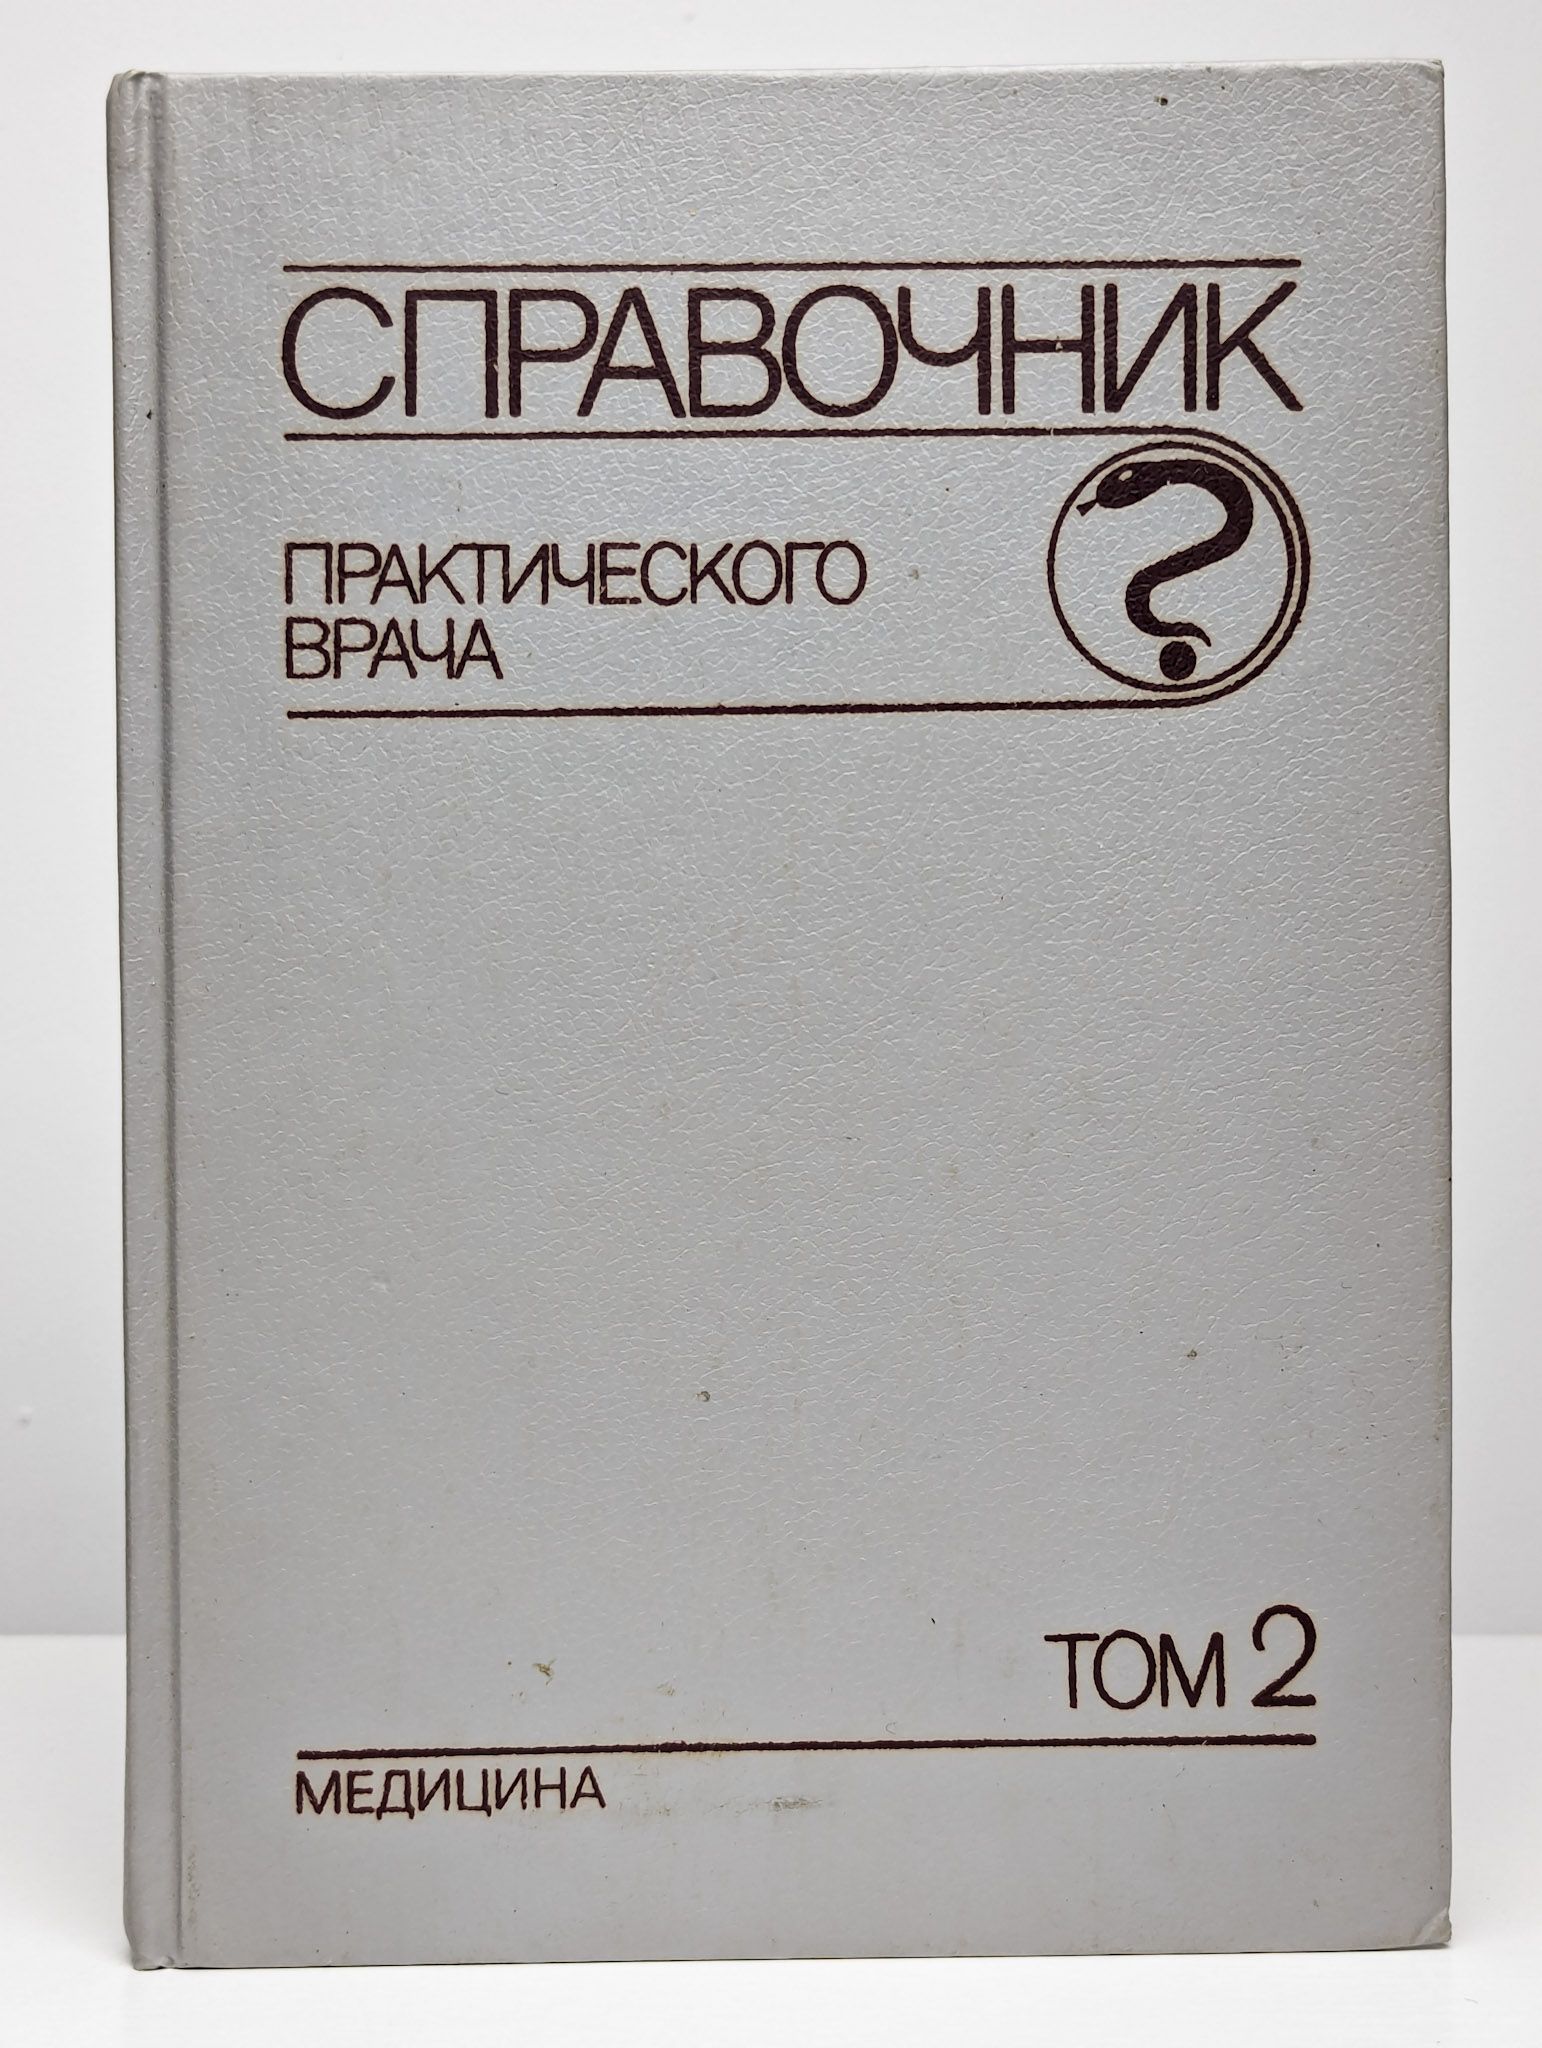 СПРАВОЧНИК
ПРАКТИЧЕСКОГО
ВРАЧА
ТОМ 2
МЕДИЦИНА